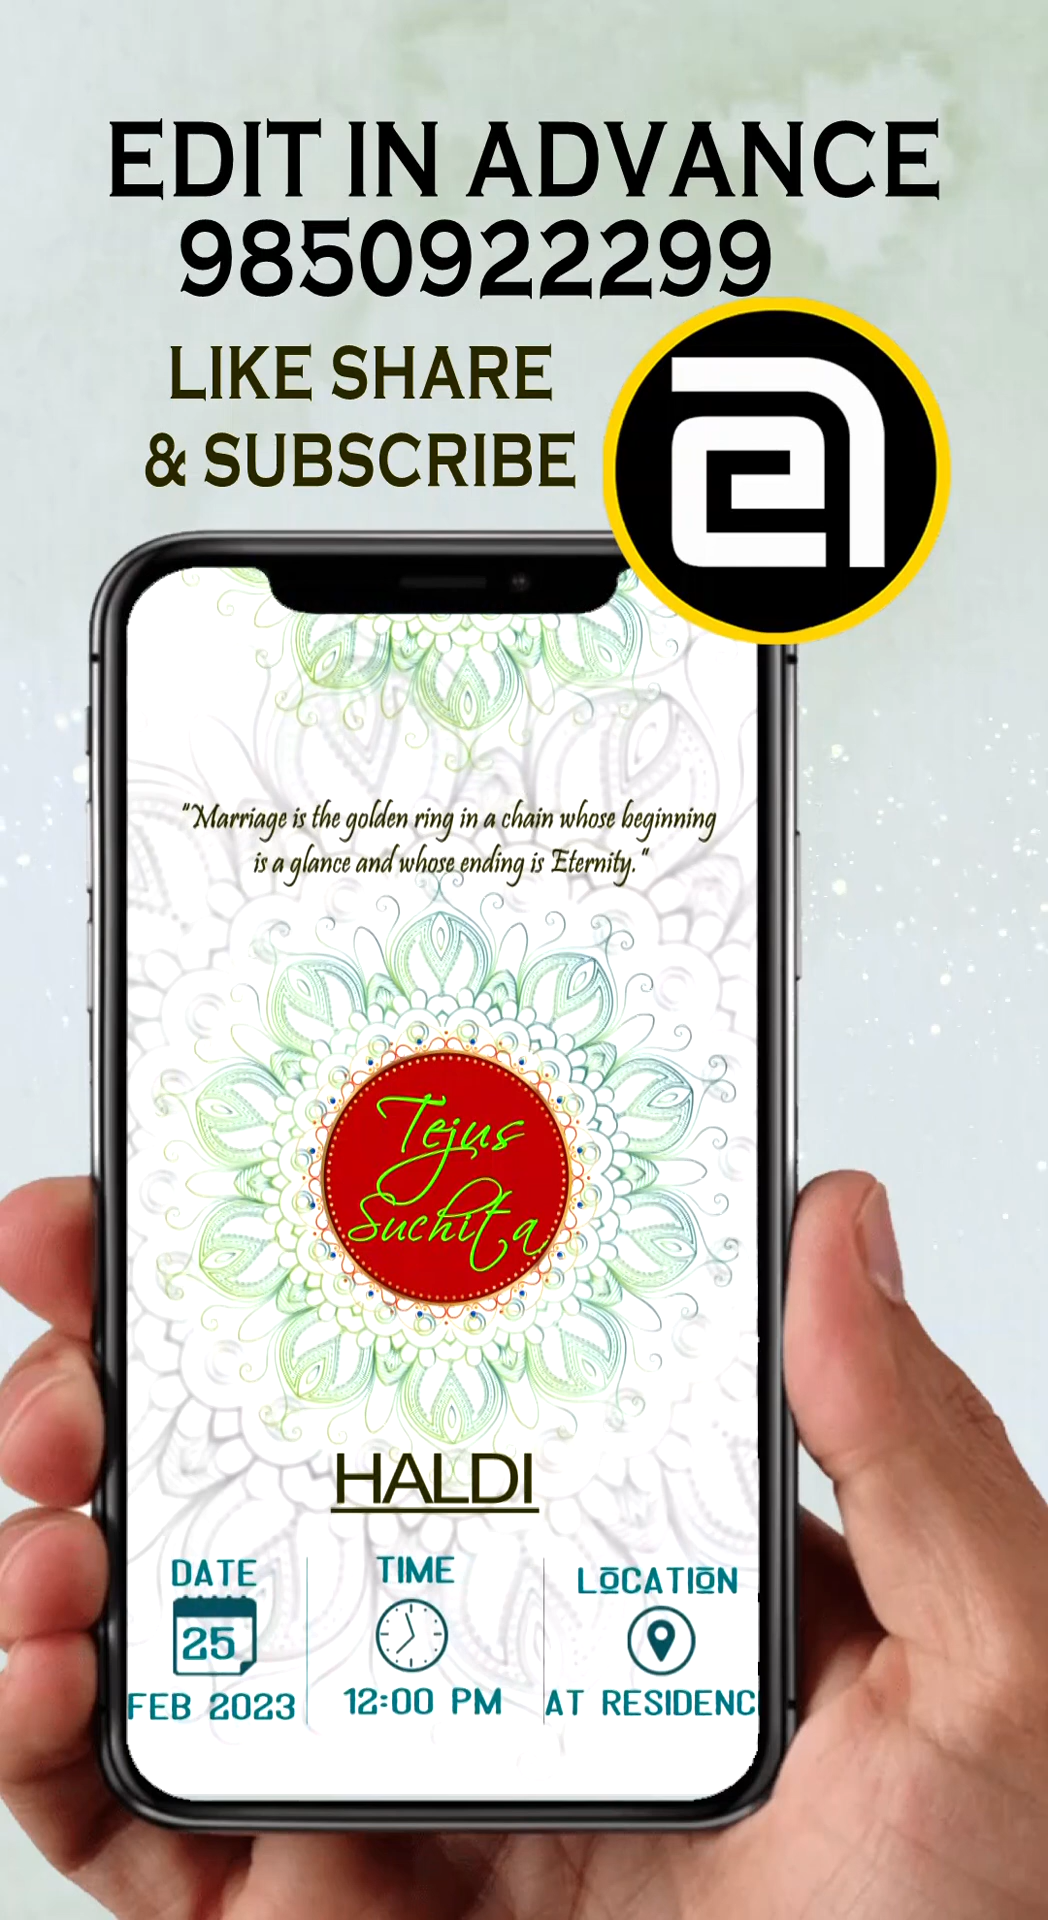 EDIT IN ADVANCE
9850922299
LIKE SHARE
& SUBSCRIBE
"Marriage is the golden ring in a chain whose beginning
is a glance and whose ending is Eternity."
Tejus
Suchita
HALDI
DATE
25
FEB 2023
TIME
12:00 PM
LOCATION
AT RESIDENC